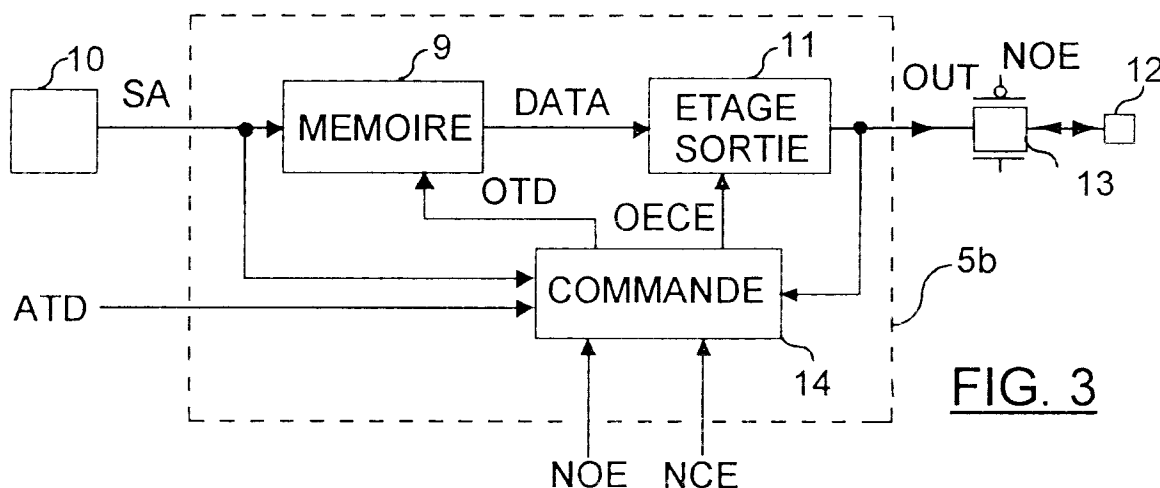 10
SA
9
MEMOIRE
DATA
11
ETAGE
SORTIE
OUT
NOE
12
13
OTD
OECE
ATD
COMMANDE
14
5b
NOE
NCE
FIG. 3